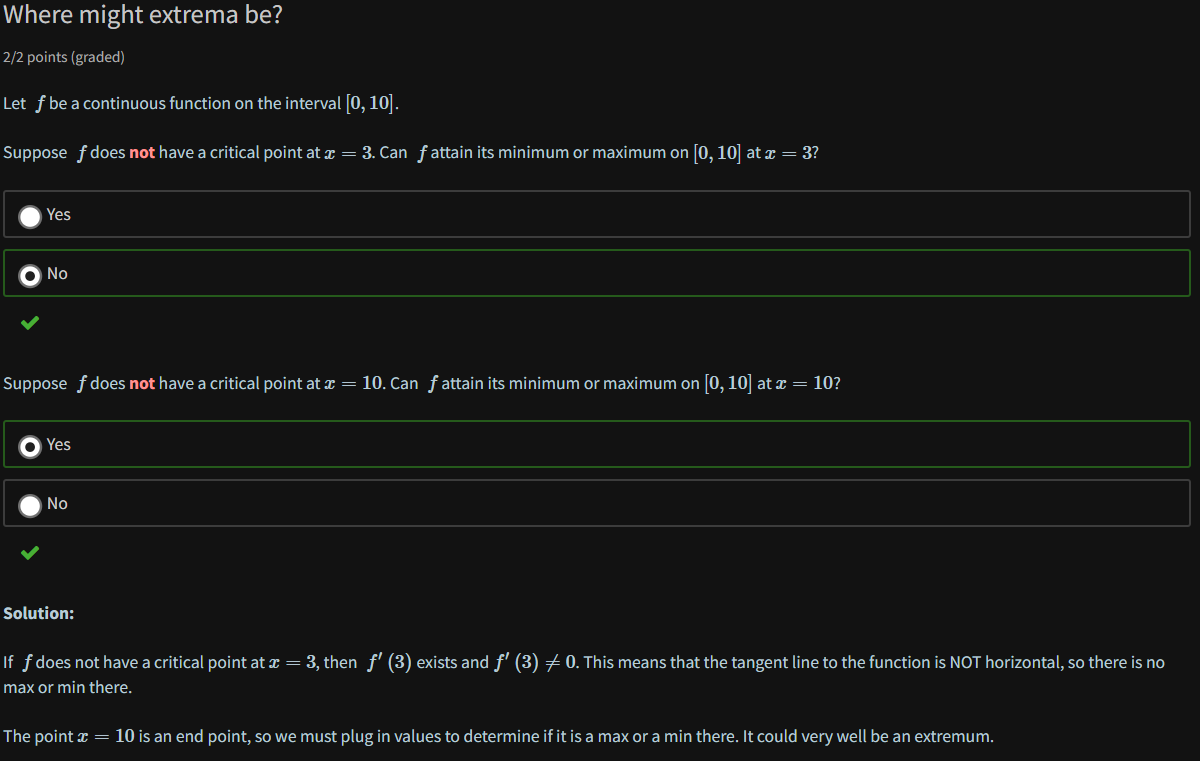 Where might extrema be?
2/2 points (graded)
Let f be a continuous function on the interval [0, 10].
Suppose f does not have a critical point at x = 3. Can f attain its minimum or maximum on [0, 10] at x = 3?
Yes
No
Suppose f does not have a critical point at x = 10. Can f attain its minimum or maximum on [0, 10] at x = 10?
Yes
No
Solution:
If f does not have a critical point at x = 3, then f′ (3) exists and f′ (3) ≠ 0. This means that the tangent line to the function is NOT horizontal, so there is no
max or min there.
The point x = 10 is an end point, so we must plug in values to determine if it is a max or a min there. It could very well be an extremum.